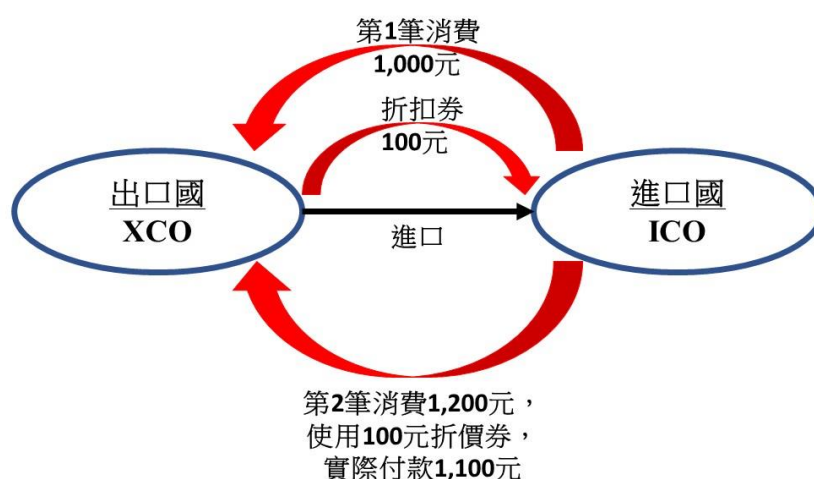 第1筆消費
1,000元
折扣券
100元
出口國
XCO
進口
進口國
ICO
第2筆消費1,200元，
使用100元折價券，
實際付款1,100元